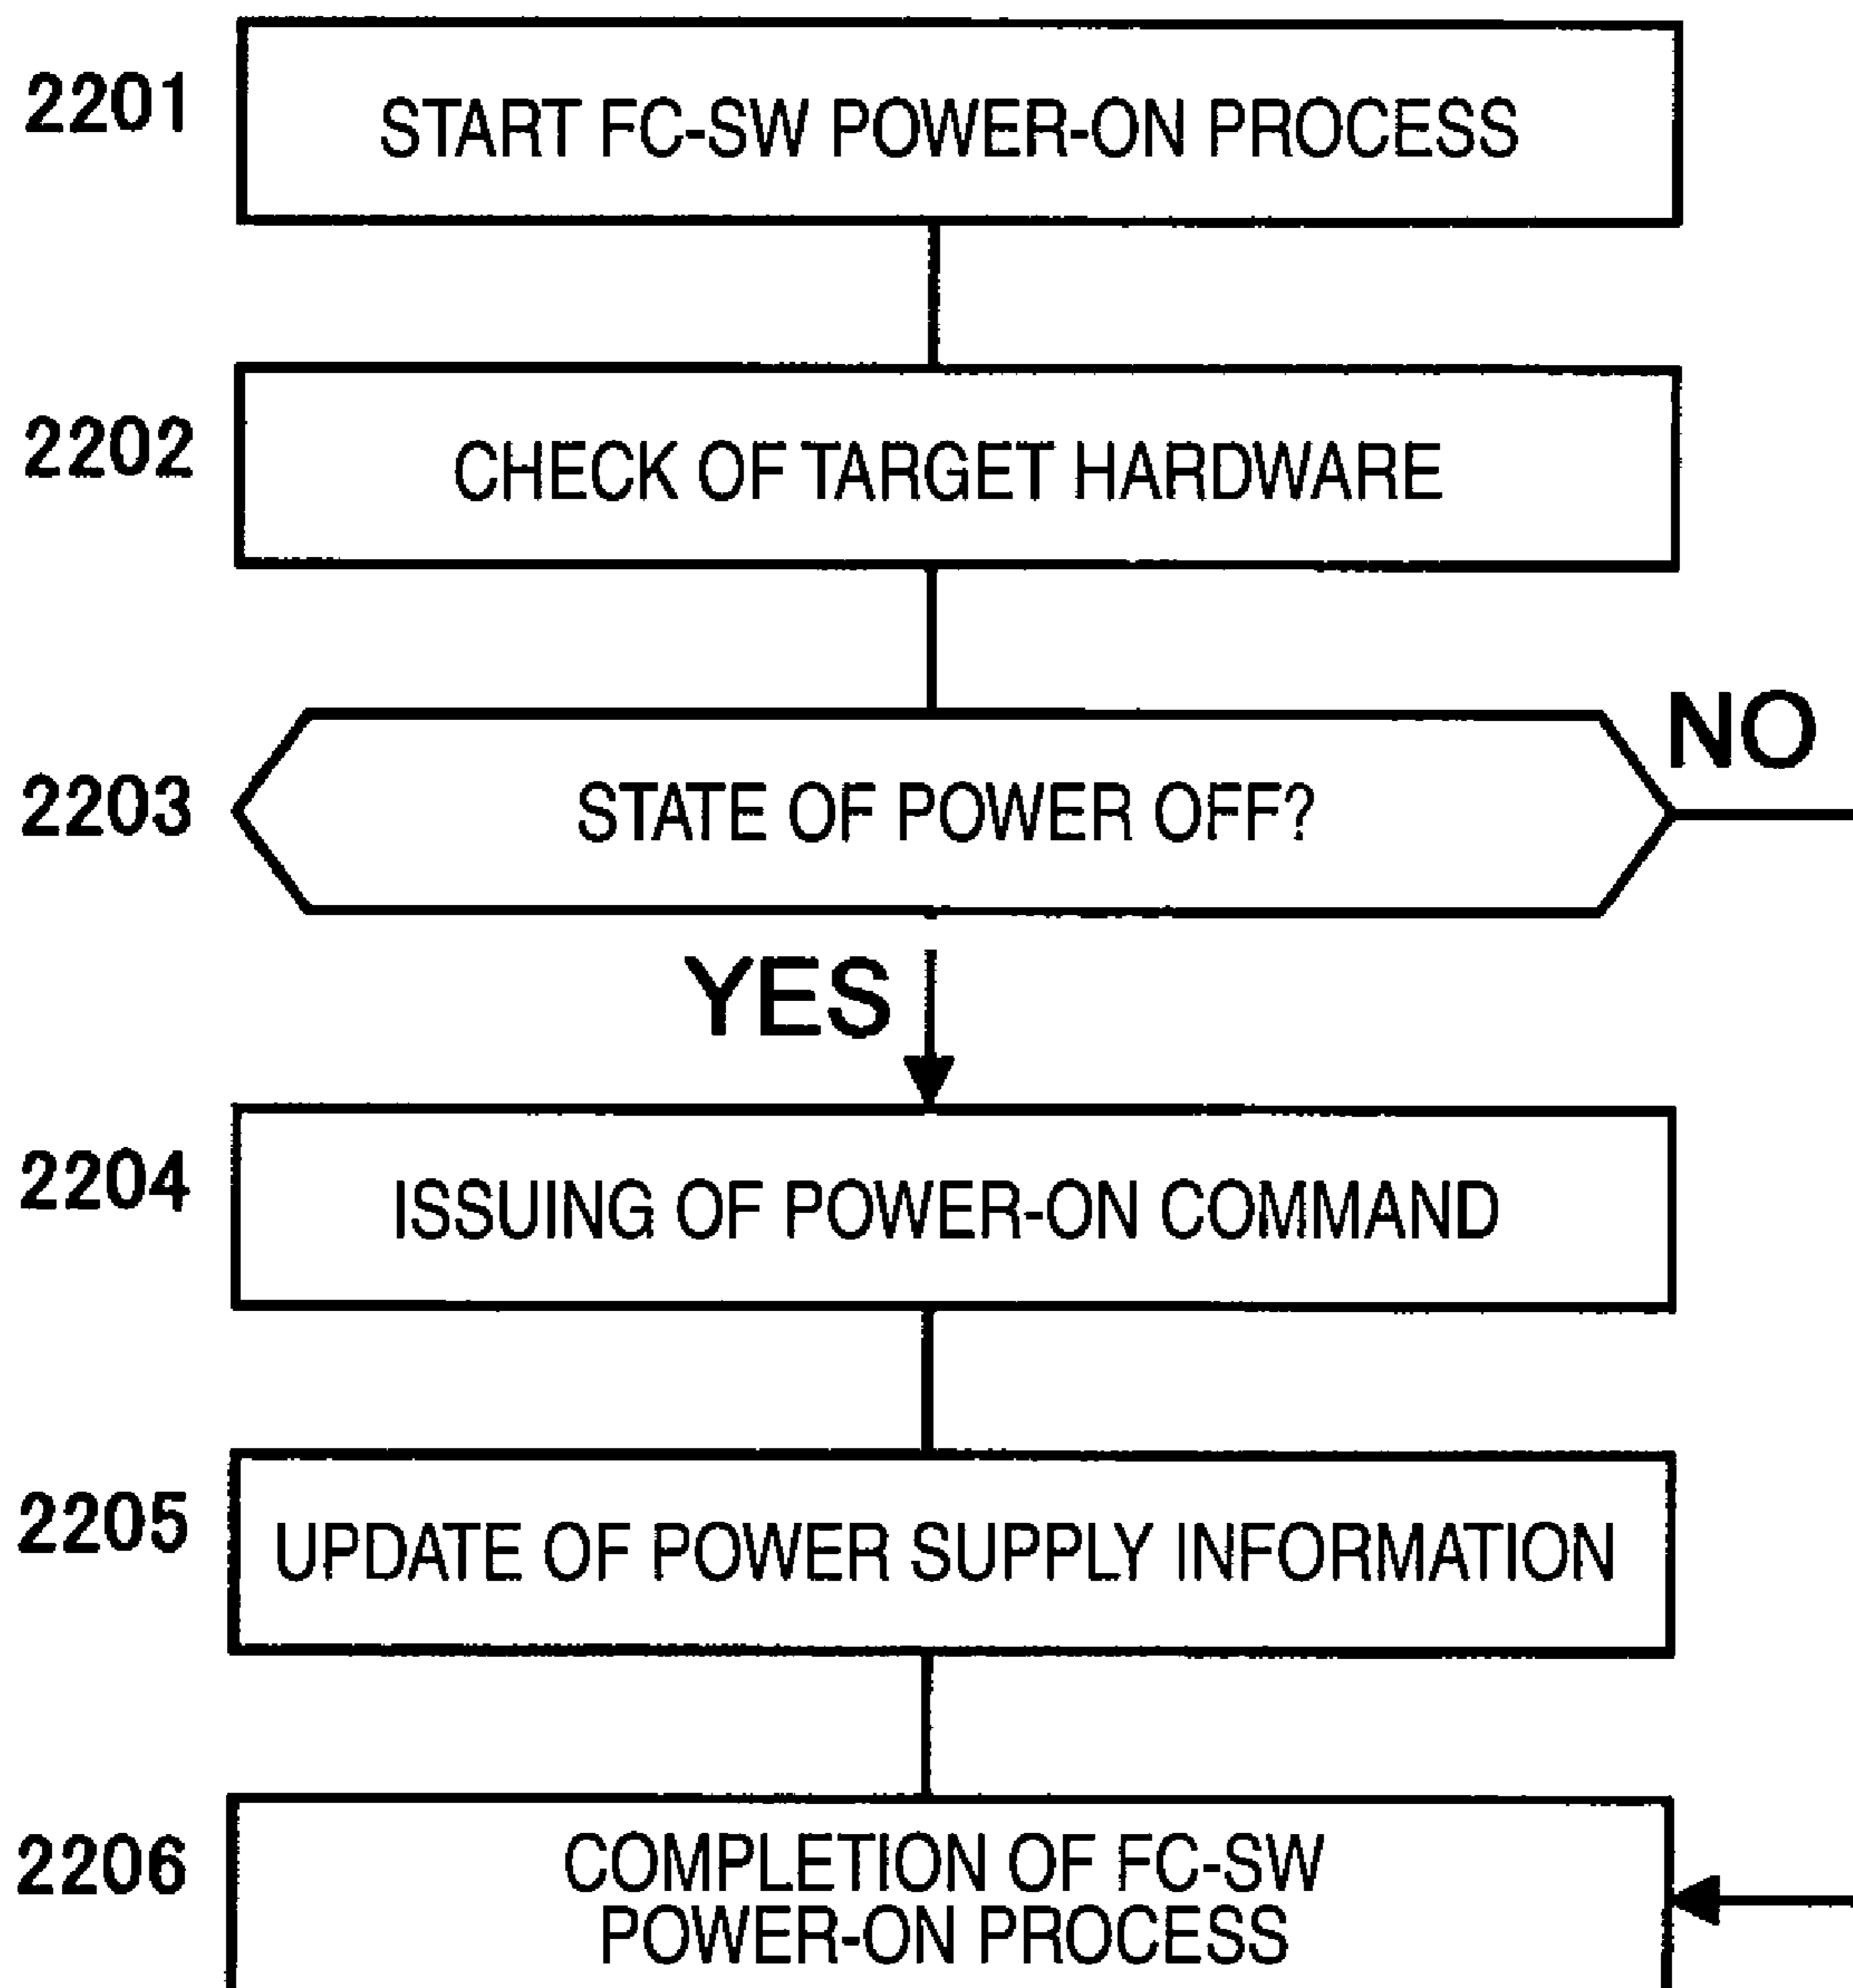 2201
START FC-SW POWER-ON PROCESS
2202
CHECK OF TARGET HARDWARE
2203
STATE OF POWER OFF?
NO
YES
2204
ISSUING OF POWER-ON COMMAND
2205
UPDATE OF POWER SUPPLY INFORMATION
2206
COMPLETION OF FC-SW
POWER-ON PROCESS